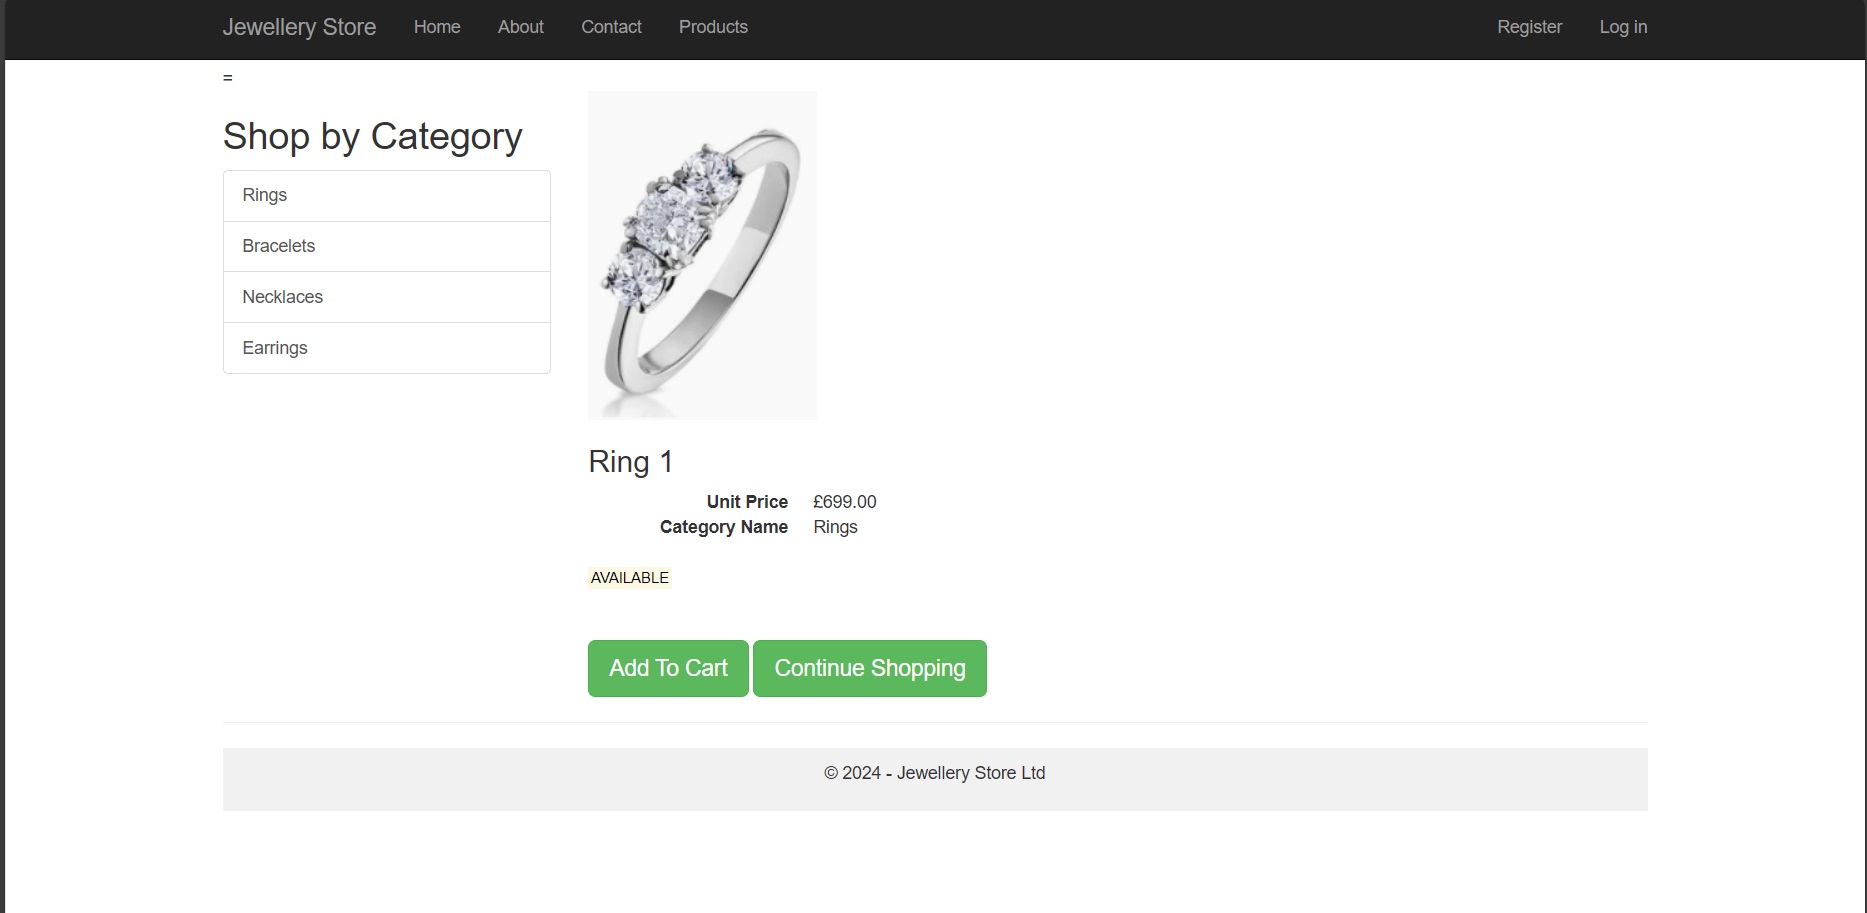 Jewellery Store Home About Contact Products Register Log in
=
Shop by Category
Rings
Bracelets
Necklaces
Earrings
Ring 1
Unit Price £699.00
Category Name Rings
AVAILABLE
Add To Cart Continue Shopping
© 2024 - Jewellery Store Ltd